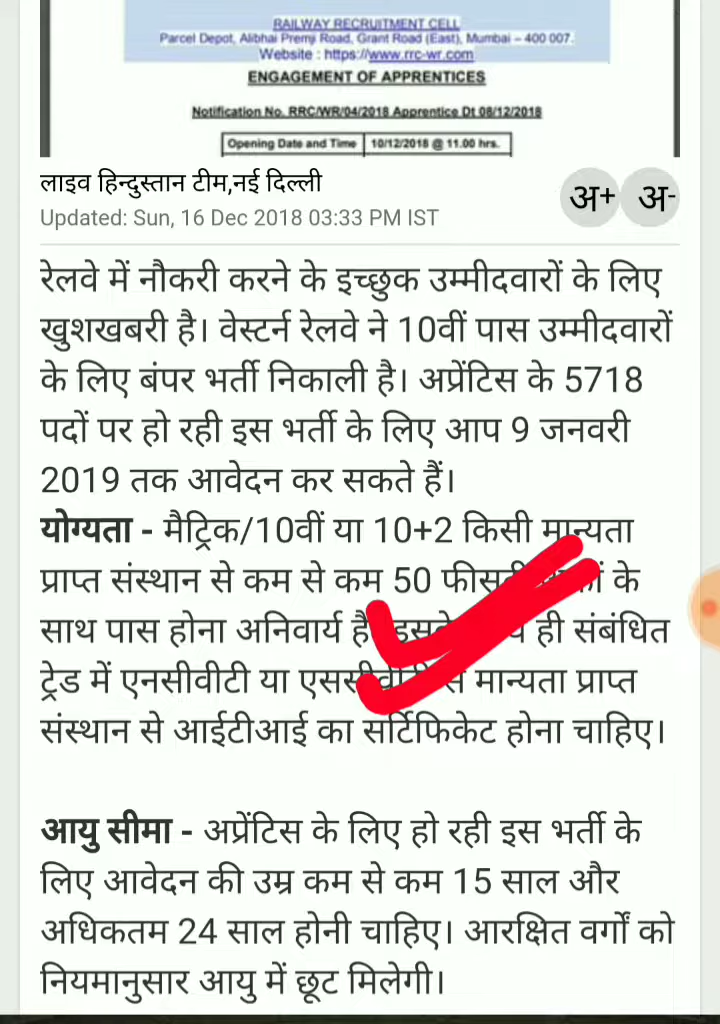 RAILWAY RECRUITMENT CELL
Parcel Depot, Alibhai Premji Road, Grant Road (East), Mumbai – 400 007.
Website : https://www.rrc-wr.com
ENGAGEMENT OF APPRENTICES
Notification No. RRC/WR/04/2018 Apprentice Dt 08/12/2018
Opening Date and Time 10/12/2018 @ 11.00 hrs.
लाइव हिन्दुस्तान टीम,नई दिल्ली
अ+ अ-
Updated: Sun, 16 Dec 2018 03:33 PM IST
रेलवे में नौकरी करने के इच्छुक उम्मीदवारों के लिए
खुशखबरी है। वेस्टर्न रेलवे ने 10वीं पास उम्मीदवारों
के लिए बंपर भर्ती निकाली है। अप्रेंटिस के 5718
पदों पर हो रही इस भर्ती के लिए आप 9 जनवरी
2019 तक आवेदन कर सकते हैं।
योग्यता - मैट्रिक/10वीं या 10+2 किसी मान्यता
प्राप्त संस्थान से कम से कम 50 के
साथ पास होना अनिवार्य ही संबंधित
ट्रेड में एनसीवीटी या मान्यता प्राप्त
संस्थान से आईटीआई का सर्टिफिकेट होना चाहिए।
आयु सीमा - अप्रेंटिस के लिए हो रही इस भर्ती के
लिए आवेदन की उम्र कम से कम 15 साल और
अधिकतम 24 साल होनी चाहिए। आरक्षित वर्गों को
नियमानुसार आयु में छूट मिलेगी।